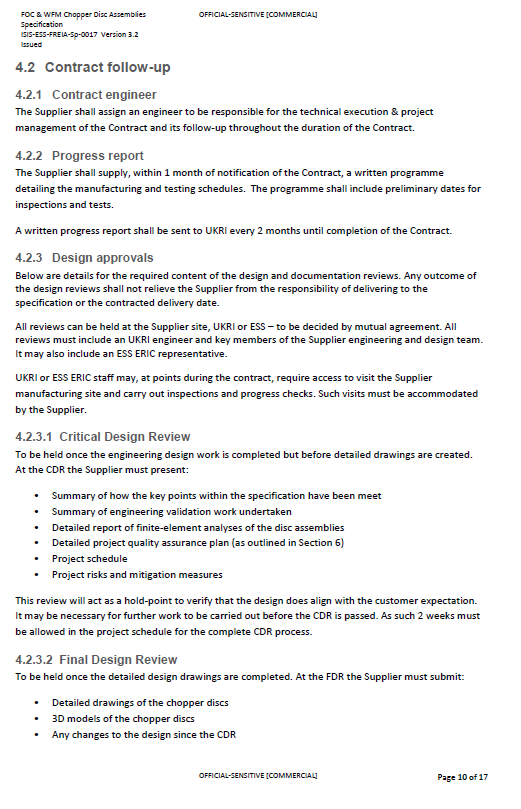 FOC & WFM Chopper Disc Assemblies
OFFICIAL-SENSITIVE [COMMERCIAL]
Specification
ISIS-ESS-FREIA-Sp-0017 Version 3.2
Issued
4.2 Contract follow-up
4.2.1 Contract engineer
The Supplier shall assign an engineer to be responsible for the technical execution & project
management of the Contract and its follow-up throughout the duration of the Contract.
4.2.2 Progress report
The Supplier shall supply, within 1 month of notification of the Contract, a written programme
detailing the manufacturing and testing schedules. The programme shall include preliminary dates for
inspections and tests.
A written progress report shall be sent to UKRI every 2 months until completion of the Contract.
4.2.3 Design approvals
Below are details for the required content of the design and documentation reviews. Any outcome of
the design reviews shall not relieve the Supplier from the responsibility of delivering to the
specification or the contracted delivery date.
All reviews can be held at the Supplier site, UKRI or ESS – to be decided by mutual agreement. All
reviews must include an UKRI engineer and key members of the Supplier engineering and design team.
It may also include an ESS ERIC representative.
UKRI or ESS ERIC staff may, at points during the contract, require access to visit the Supplier
manufacturing site and carry out inspections and progress checks. Such visits must be accommodated
by the Supplier.
4.2.3.1 Critical Design Review
To be held once the engineering design work is completed but before detailed drawings are created.
At the CDR the Supplier must present:
• Summary of how the key points within the specification have been meet
• Summary of engineering validation work undertaken
• Detailed report of finite-element analyses of the disc assemblies
• Detailed project quality assurance plan (as outlined in Section 6)
• Project schedule
• Project risks and mitigation measures
This review will act as a hold-point to verify that the design does align with the customer expectation.
It may be necessary for further work to be carried out before the CDR is passed. As such 2 weeks must
be allowed in the project schedule for the complete CDR process.
4.2.3.2 Final Design Review
To be held once the detailed design drawings are completed. At the FDR the Supplier must submit:
• Detailed drawings of the chopper discs
• 3D models of the chopper discs
• Any changes to the design since the CDR
OFFICIAL-SENSITIVE [COMMERCIAL]
Page 10 of 17